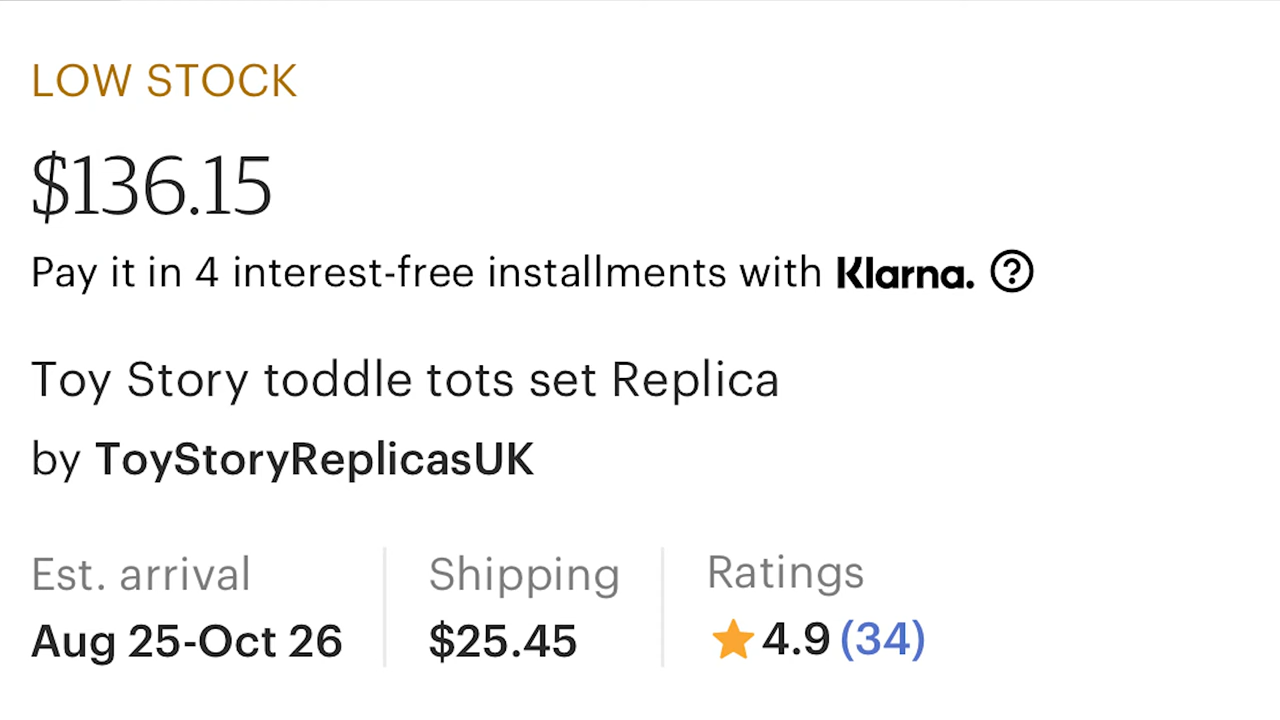 LOW STOCK
$136.15
Pay it in 4 interest-free installments with Klarna. ?
Toy Story toddle tots set Replica
by ToyStoryReplicasUK
Est. arrival
Aug 25-Oct 26
Shipping
$25.45
Ratings
4.9 (34)